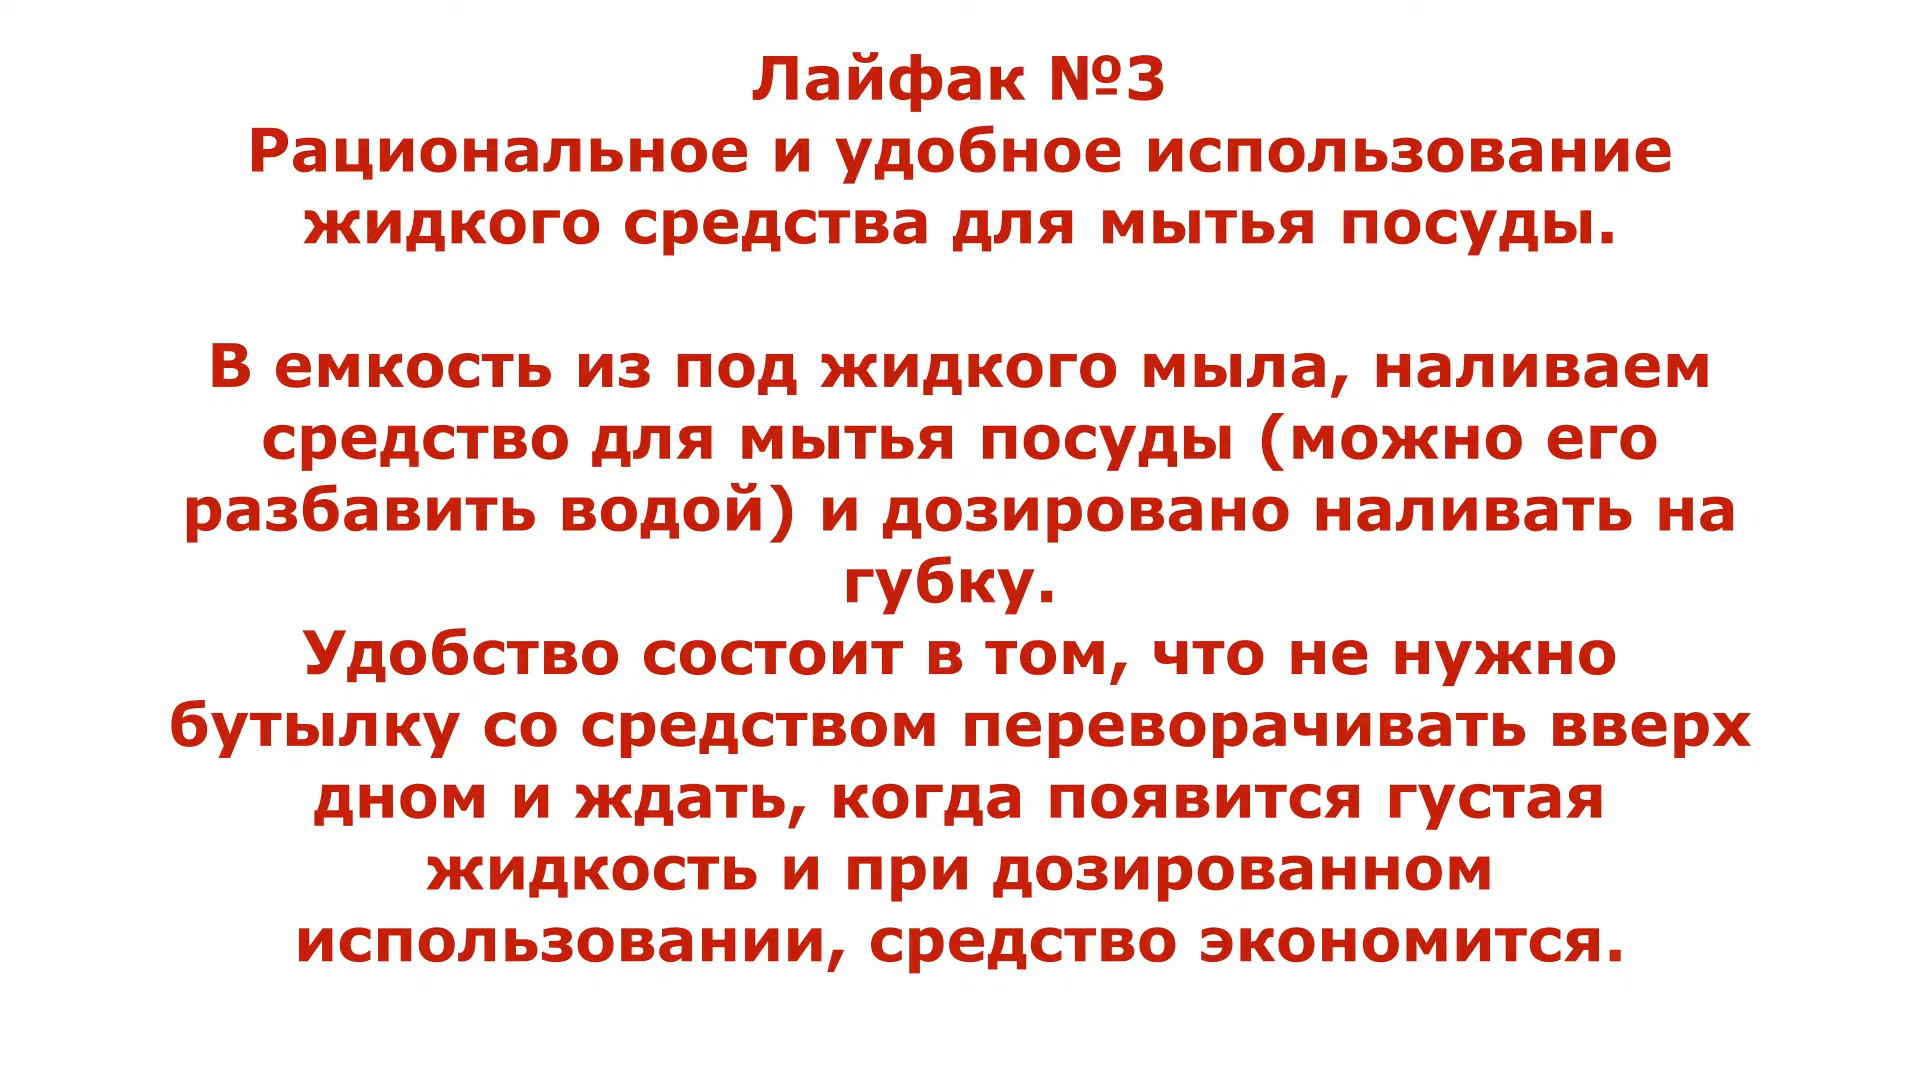 Лайфак №3
Рациональное и удобное использование
жидкого средства для мытья посуды.
В емкость из под жидкого мыла, наливаем
средство для мытья посуды (можно его
разбавить водой) и дозировано наливать на
губку.
Удобство состоит в том, что не нужно
бутылку со средством переворачивать вверх
дном и ждать, когда появится густая
жидкость и при дозированном
использовании, средство экономится.